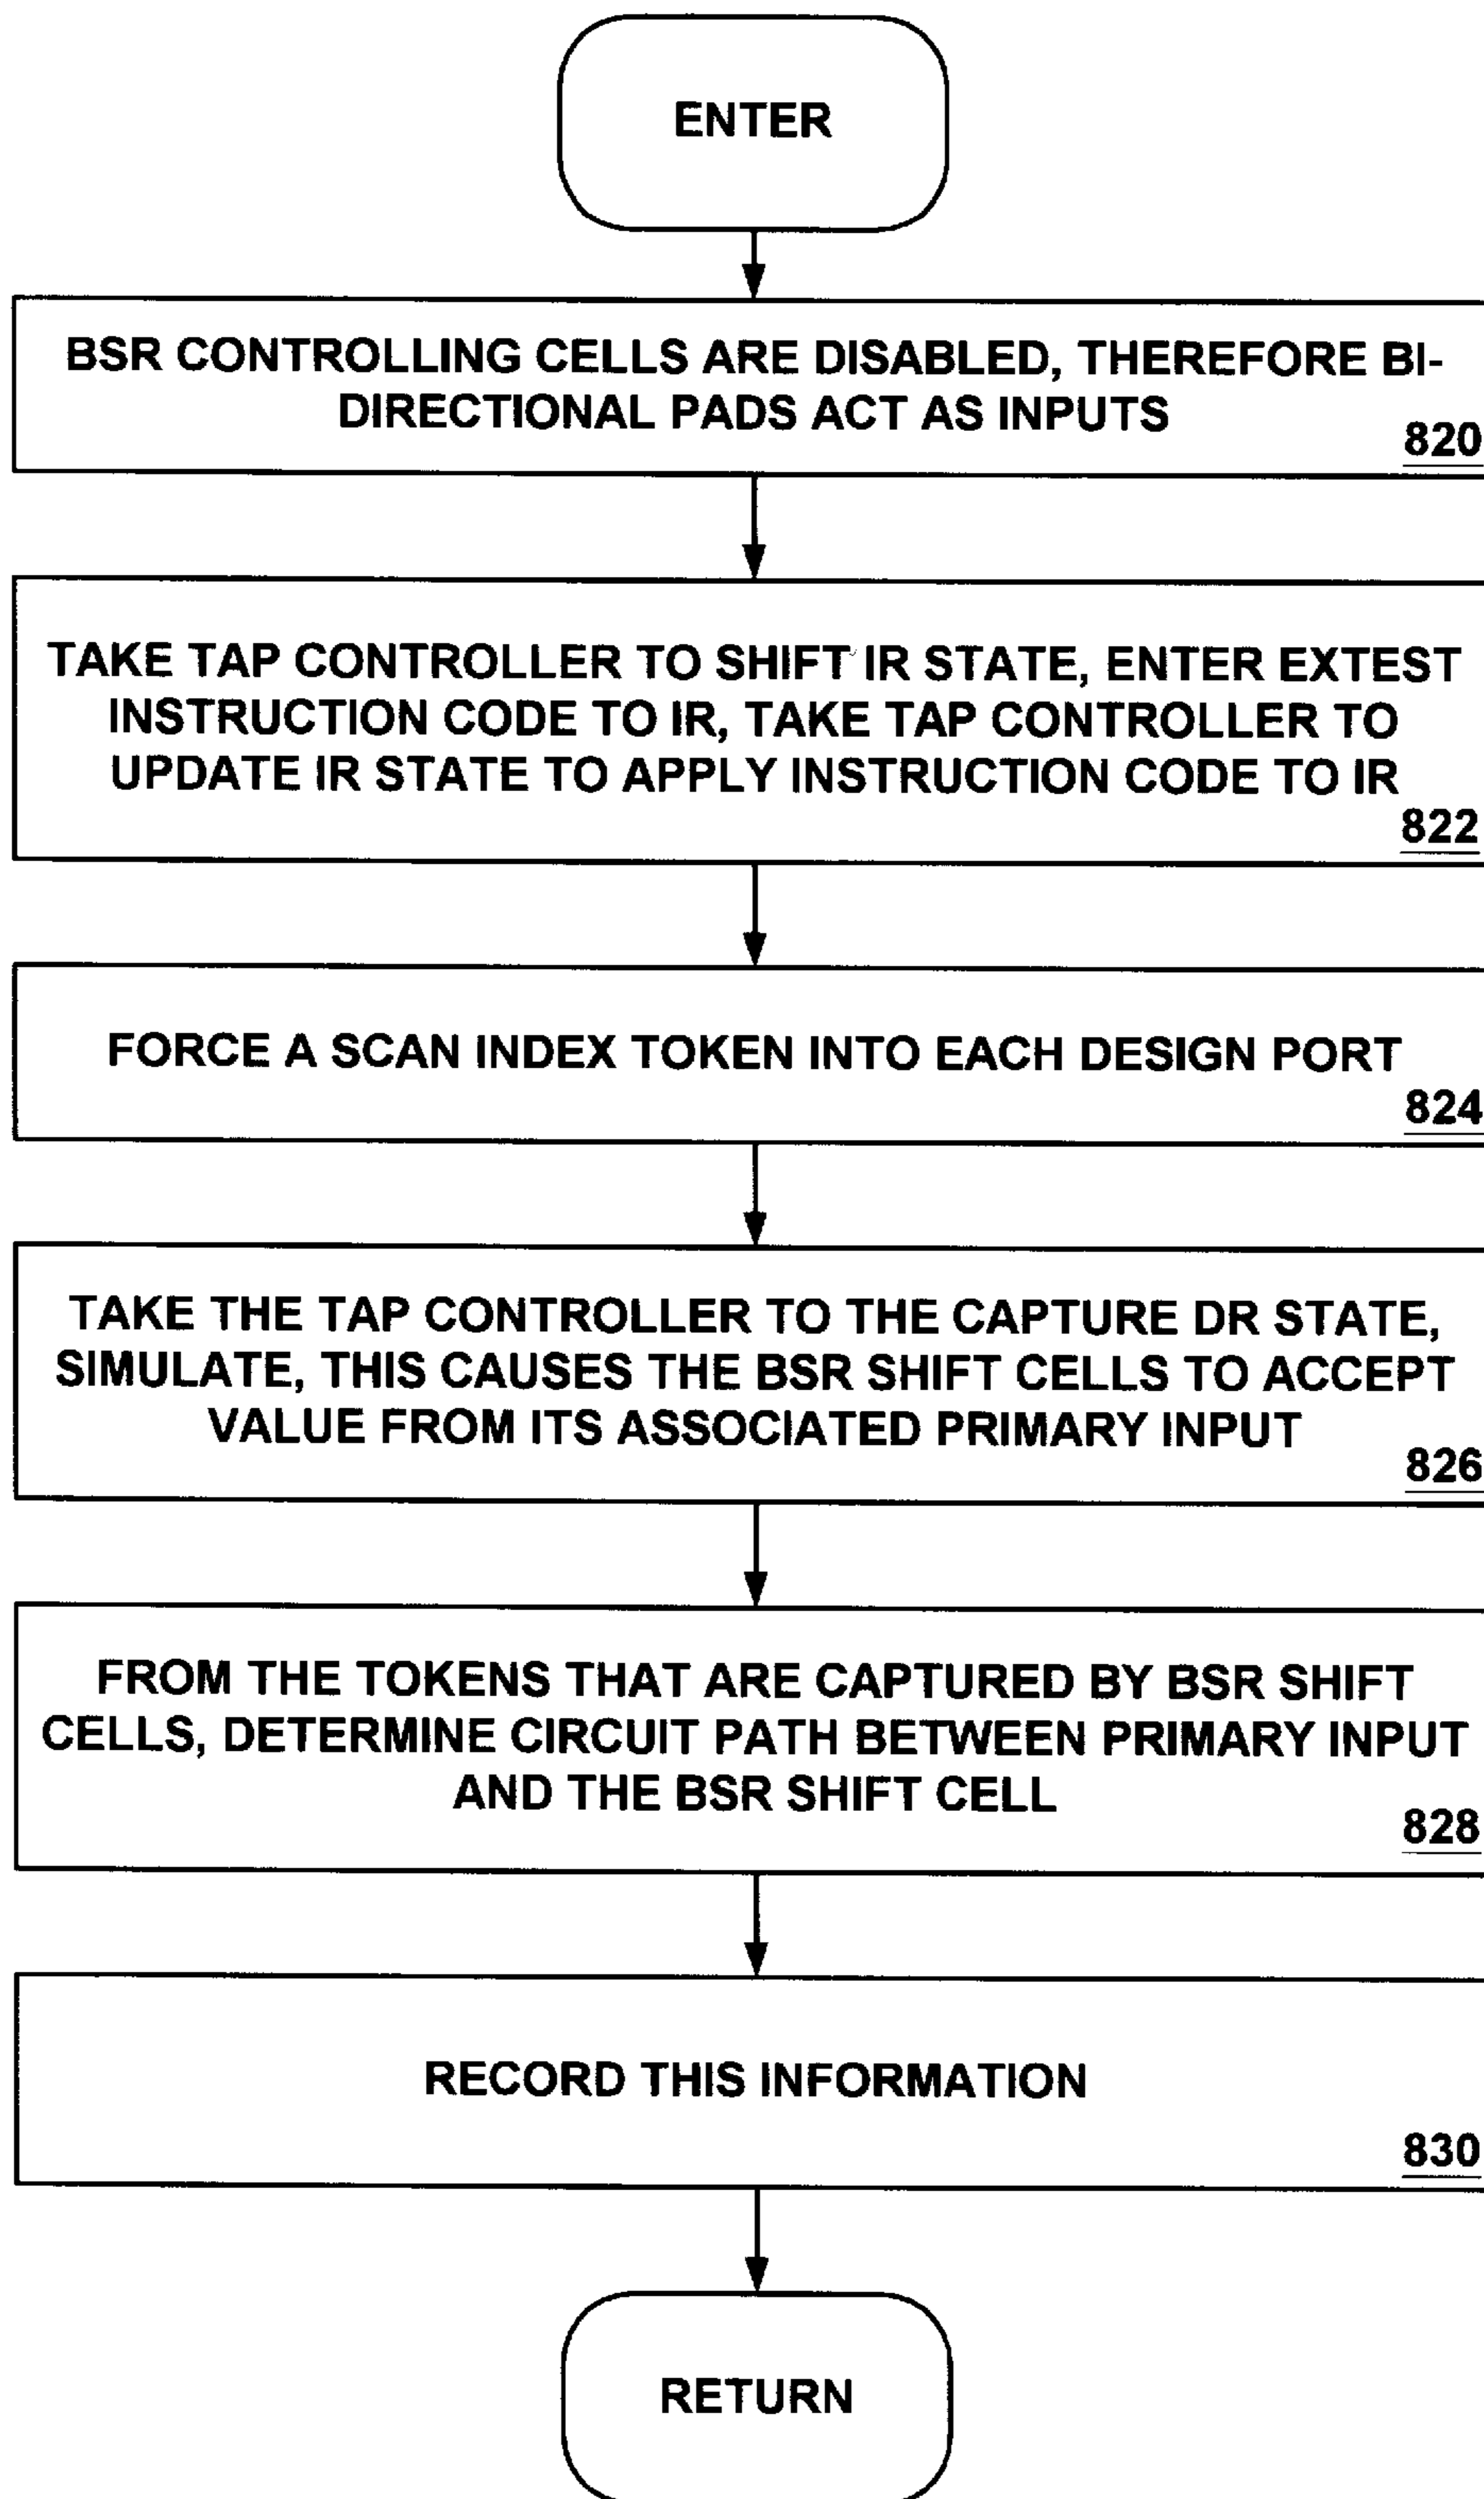 ENTER
BSR CONTROLLING CELLS ARE DISABLED, THEREFORE BI-
DIRECTIONAL PADS ACT AS INPUTS
820
TAKE TAP CONTROLLER TO SHIFT IR STATE, ENTER EXTEST
INSTRUCTION CODE TO IR, TAKE TAP CONTROLLER TO
UPDATE IR STATE TO APPLY INSTRUCTION CODE TO IR
822
FORCE A SCAN INDEX TOKEN INTO EACH DESIGN PORT
824
TAKE THE TAP CONTROLLER TO THE CAPTURE DR STATE,
SIMULATE, THIS CAUSES THE BSR SHIFT CELLS TO ACCEPT
VALUE FROM ITS ASSOCIATED PRIMARY INPUT
826
FROM THE TOKENS THAT ARE CAPTURED BY BSR SHIFT
CELLS, DETERMINE CIRCUIT PATH BETWEEN PRIMARY INPUT
AND THE BSR SHIFT CELL
828
RECORD THIS INFORMATION
830
RETURN